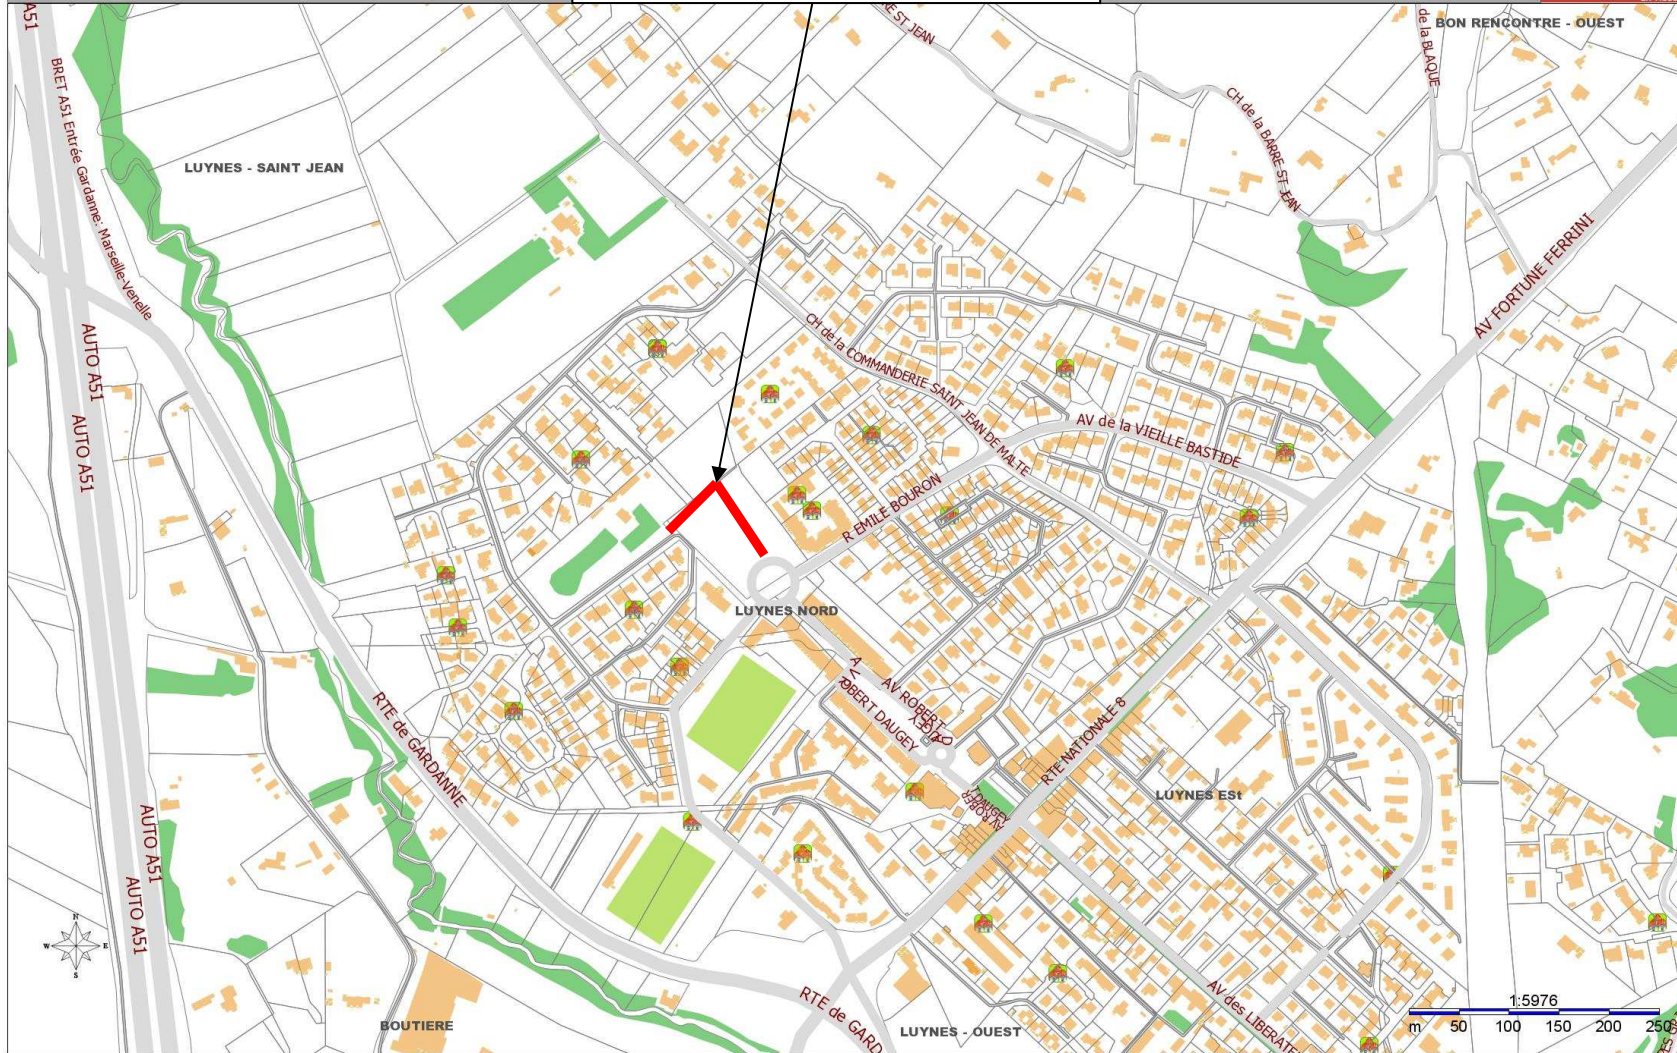 A51
E ST JEAN
de la BLAQUE
BON RENCONTRE - OUEST
BRET A51 Entrée Gardanne: Marseille-Venelle
CH de la BARRE ST JEAN
LUYNES - SAINT JEAN
AV FORTUNE FERRINI
AUTO A51
CH de la COMMANDERIE SAINT JEAN DE MALTE
AUTO A51
AV de la VIEILLE BASTIDE
R EMILE BOURON
LUYNES NORD
AV ROBERT DAUGEY
AV ROBERT DAUGEY
RTE de GARDANNE
RTE NATIONALE 8
LUYNES ESt
AV ROBERT DAUGEY
AUTO A51
AUTO A51
N
W E
S
RTE de GARD
AV des LIBERATE
1:5976
m 50 100 150 200 250
BOUTIERE
LUYNES - OUEST